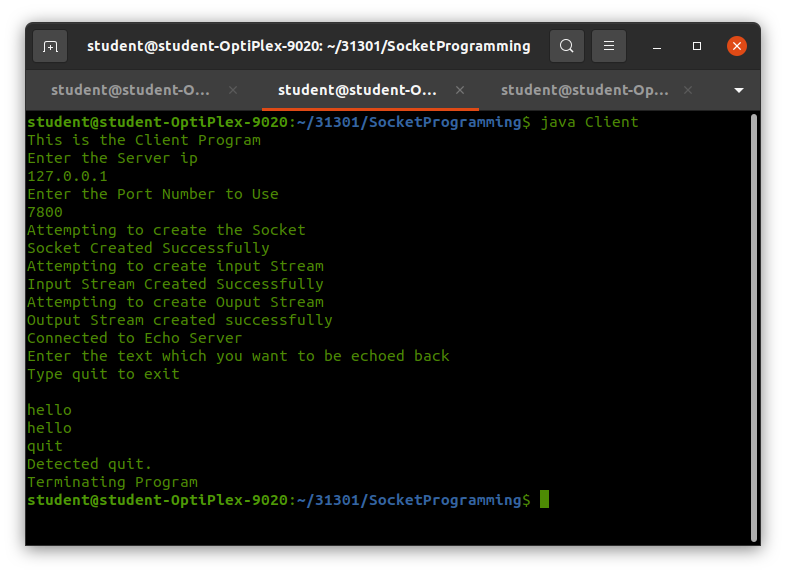 student@student-OptiPlex-9020: ~/31301/SocketProgramming
student@student-O...
student@student-O...
student@student-Op...
student@student-OptiPlex-9020:~/31301/SocketProgramming$ java Client
This is the Client Program
Enter the Server ip
127.0.0.1
Enter the Port Number to Use
7800
Attempting to create the Socket
Socket Created Successfully
Attempting to create input Stream
Input Stream Created Successfully
Attempting to create Ouput Stream
Output Stream created successfully
Connected to Echo Server
Enter the text which you want to be echoed back
Type quit to exit
hello
hello
quit
Detected quit.
Terminating Program
student@student-OptiPlex-9020:~/31301/SocketProgramming$